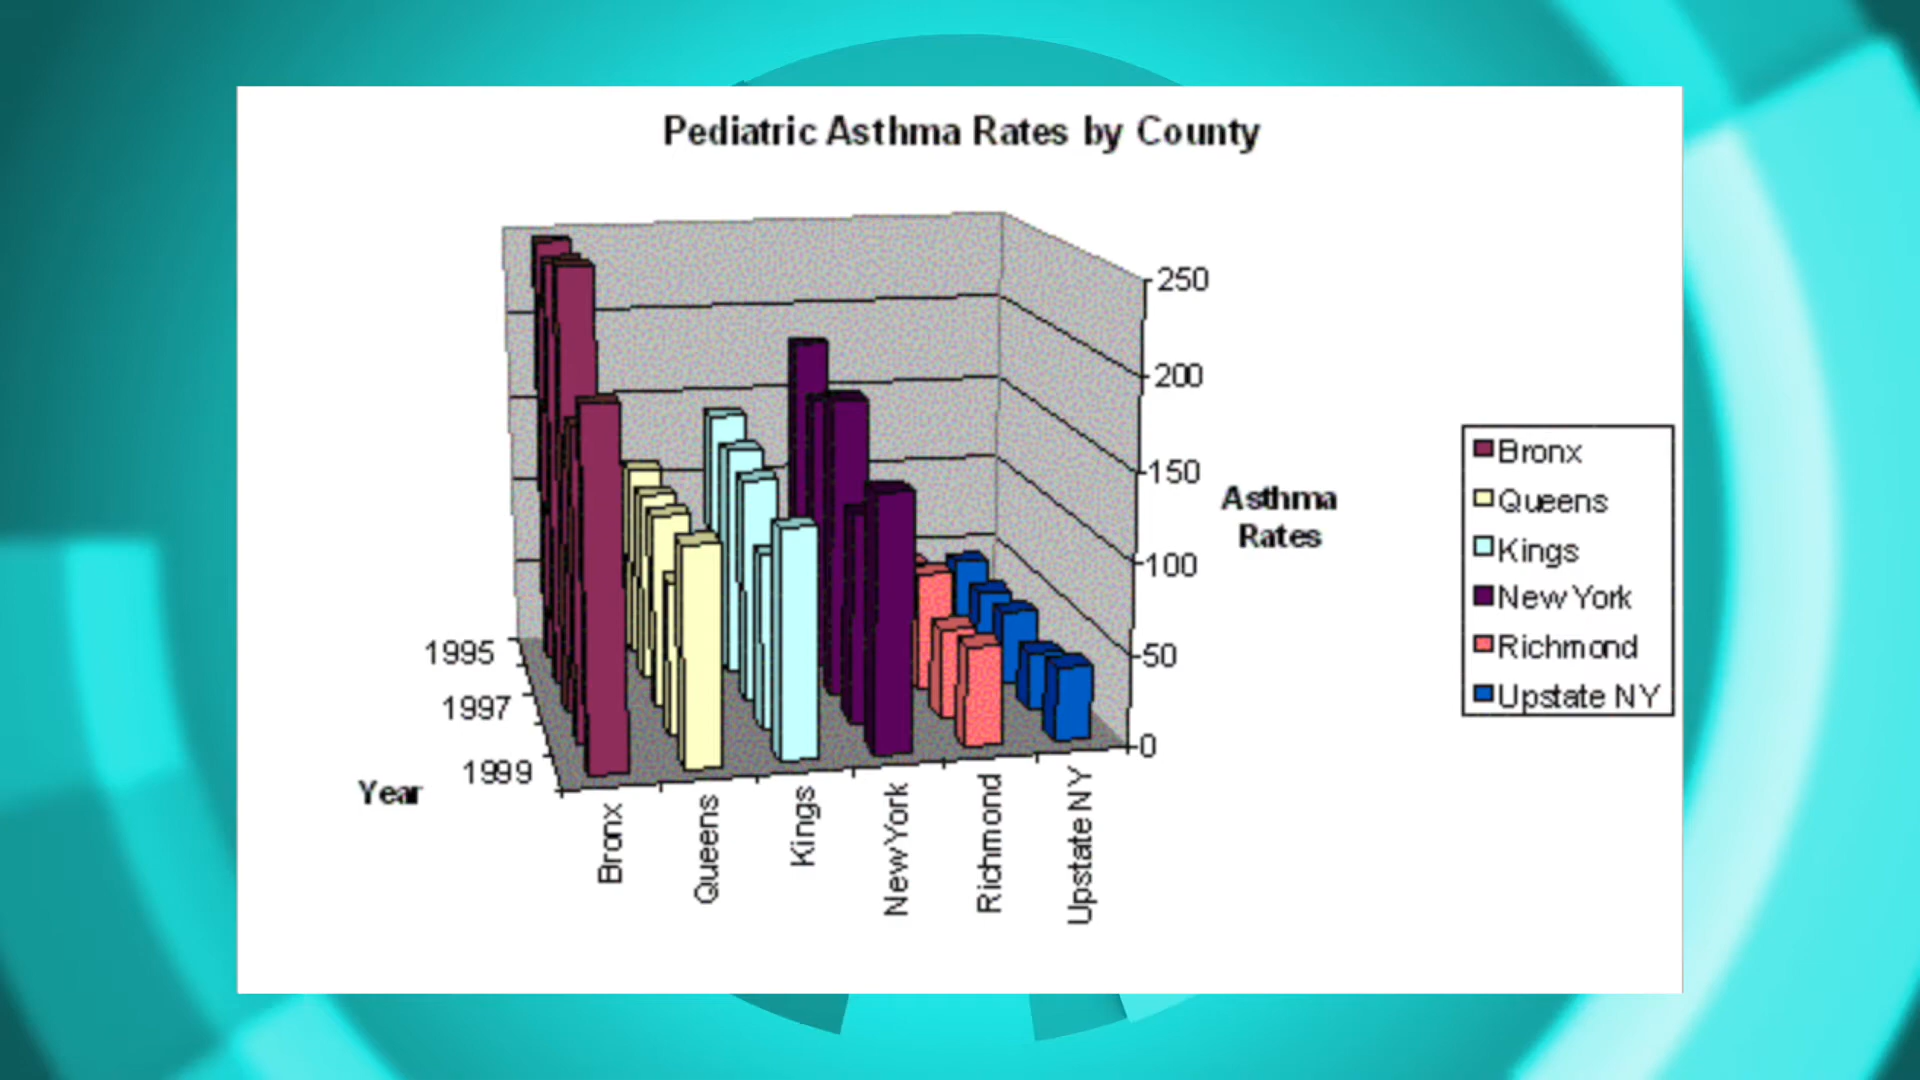 Pediatric Asthma Rates by County
250
200
150
100
50
0
Asthma
Rates
1995
1997
1999
Year
Bronx
Queens
Kings
New York
Richmond
Upstate NY
Bronx
Queens
Kings
New York
Richmond
Upstate NY